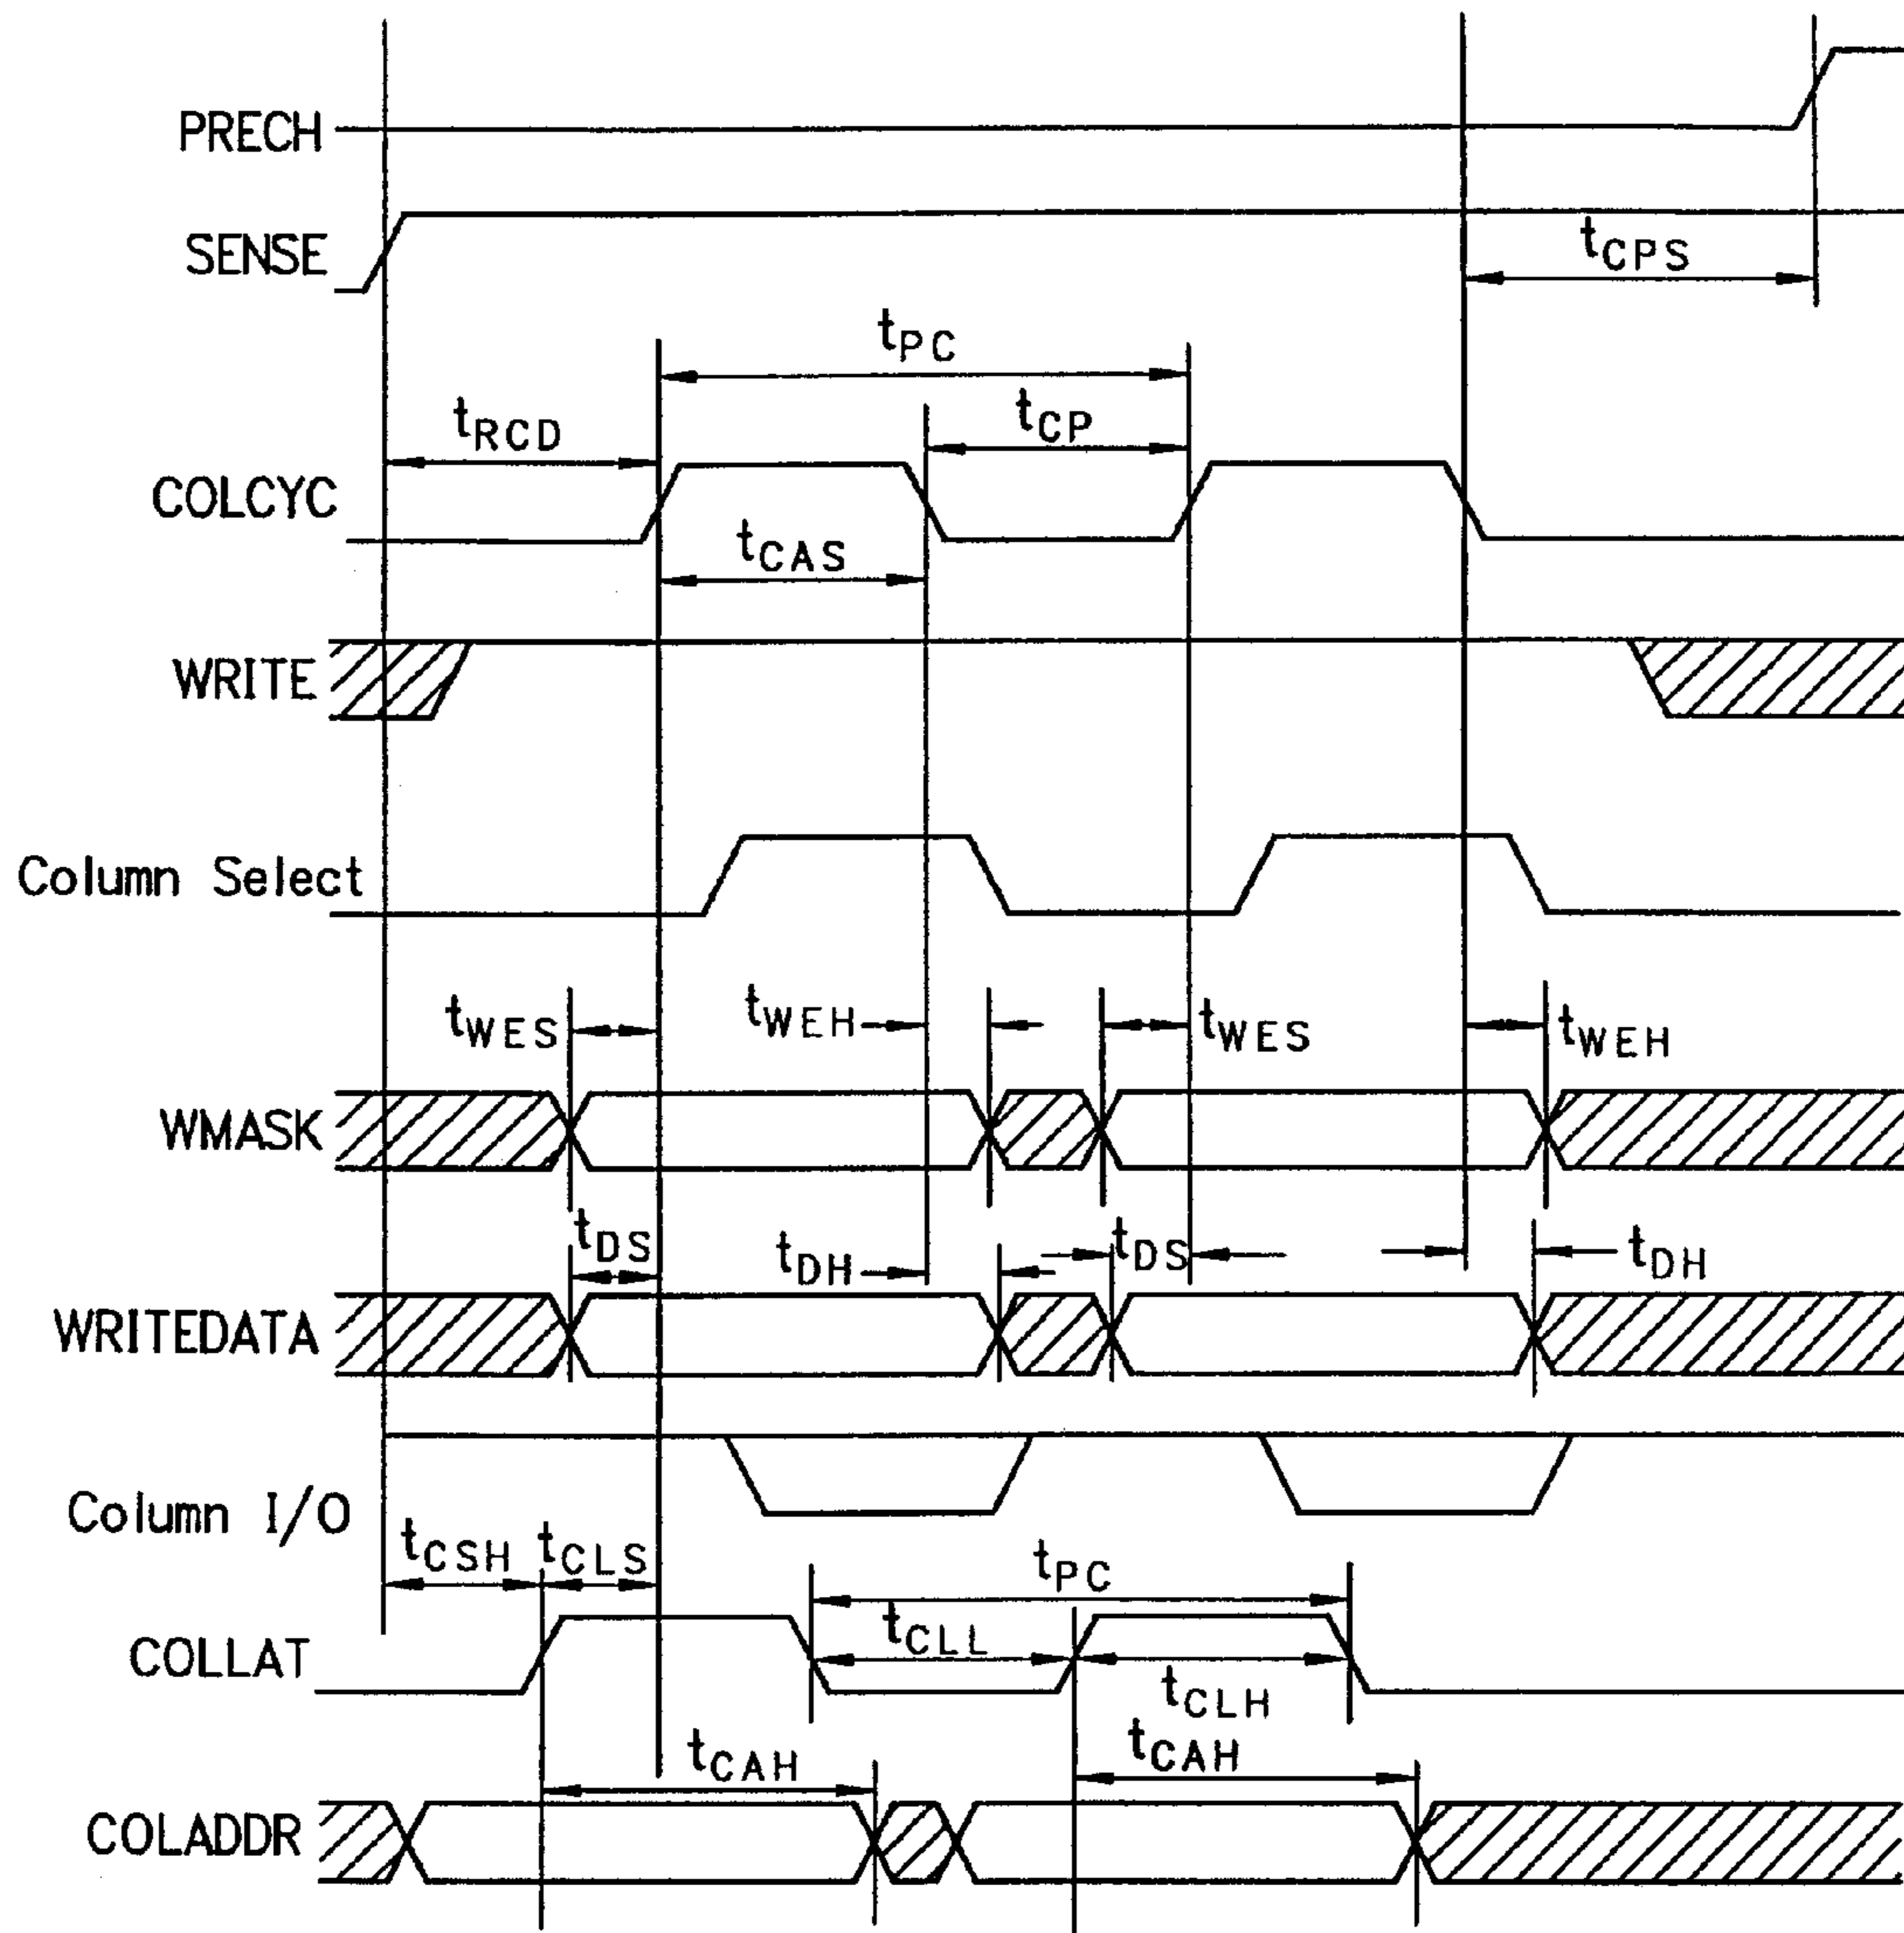 PRECH
SENSE
tCPS
tPC
tRCD
tCP
COLCYC
tCAS
WRITE
Column Select
tWES
tWEH
tWES
tWEH
WMASK
tDS
tDH
tDS
tDH
WRITEDATA
Column I/O
tCSH
tCLS
tPC
COLLAT
tCLL
tCLH
tCAH
tCAH
COLADDR